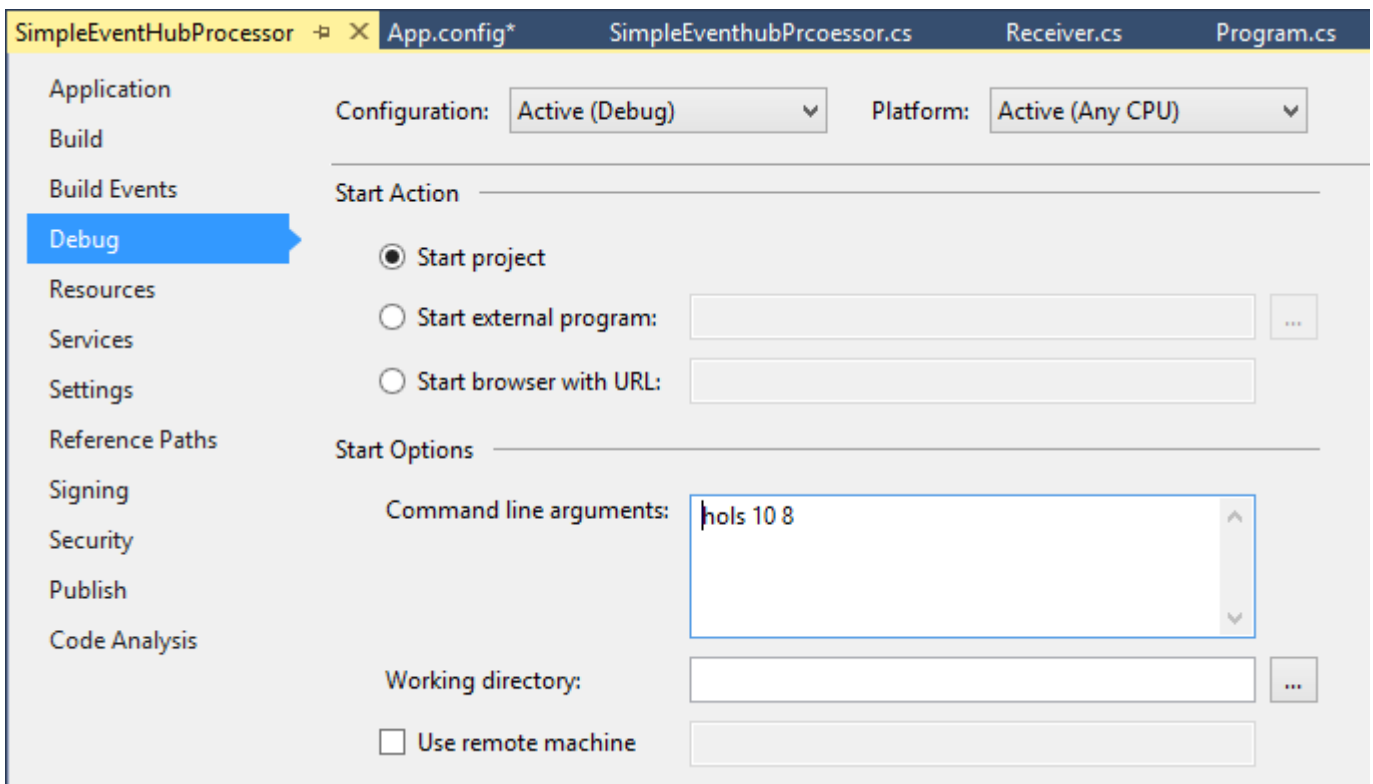 SimpleEventHubProcessor App.config* SimpleEventhubPrcoessor.cs Receiver.cs Program.cs
Application
Build
Build Events
Debug
Resources
Services
Settings
Reference Paths
Signing
Security
Publish
Code Analysis
Configuration: Active (Debug) Platform: Active (Any CPU)
Start Action
Start project
Start external program: ...
Start browser with URL:
Start Options
Command line arguments: hols 10 8
Working directory: ...
Use remote machine